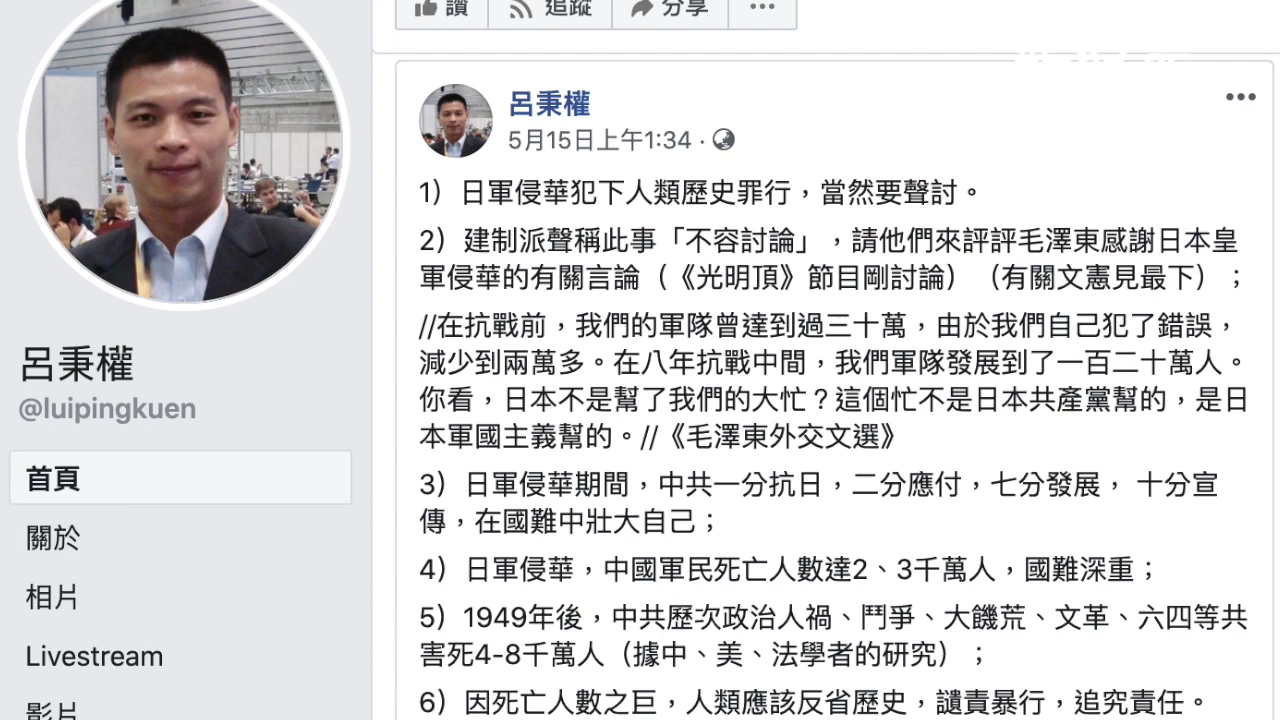 讚 追蹤 分享
呂秉權
5月15日上午1:34
1）日軍侵華犯下人類歷史罪行，當然要聲討。
2）建制派聲稱此事「不容討論」，請他們來評評毛澤東感謝日本皇
軍侵華的有關言論（《光明頂》節目剛討論）（有關文憲見最下）；
//在抗戰前，我們的軍隊曾達到過三十萬，由於我們自己犯了錯誤，
減少到兩萬多。在八年抗戰中間，我們軍隊發展到了一百二十萬人。
你看，日本不是幫了我們的大忙？這個忙不是日本共產黨幫的，是日
本軍國主義幫的。//《毛澤東外交文選》
3）日軍侵華期間，中共一分抗日，二分應付，七分發展， 十分宣
傳，在國難中壯大自己；
4）日軍侵華，中國軍民死亡人數達2、3千萬人，國難深重；
5）1949年後，中共歷次政治人禍、鬥爭、大饑荒、文革、六四等共
害死4-8千萬人（據中、美、法學者的研究）；
6）因死亡人數之巨，人類應該反省歷史，譴責暴行，追究責任。
呂秉權
@luipingkuen
首頁
關於
相片
Livestream
影片